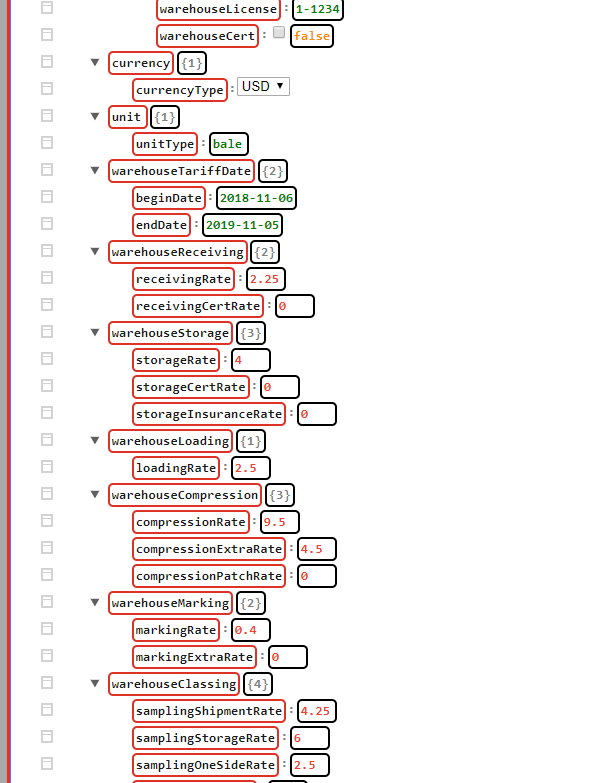 warehouseLicense : 1-1234
warehouseCert : false
currency {1}
currencyType : USD
unit {1}
unitType : bale
warehouseTariffDate {2}
beginDate : 2018-11-06
endDate : 2019-11-05
warehouseReceiving {2}
receivingRate : 2.25
receivingCertRate : 0
warehouseStorage {3}
storageRate : 4
storageCertRate : 0
storageInsuranceRate : 0
warehouseLoading {1}
loadingRate : 2.5
warehouseCompression {3}
compressionRate : 9.5
compressionExtraRate : 4.5
compressionPatchRate : 0
warehouseMarking {2}
markingRate : 0.4
markingExtraRate : 0
warehouseClassing {4}
samplingShipmentRate : 4.25
samplingStorageRate : 6
samplingOneSideRate : 2.5